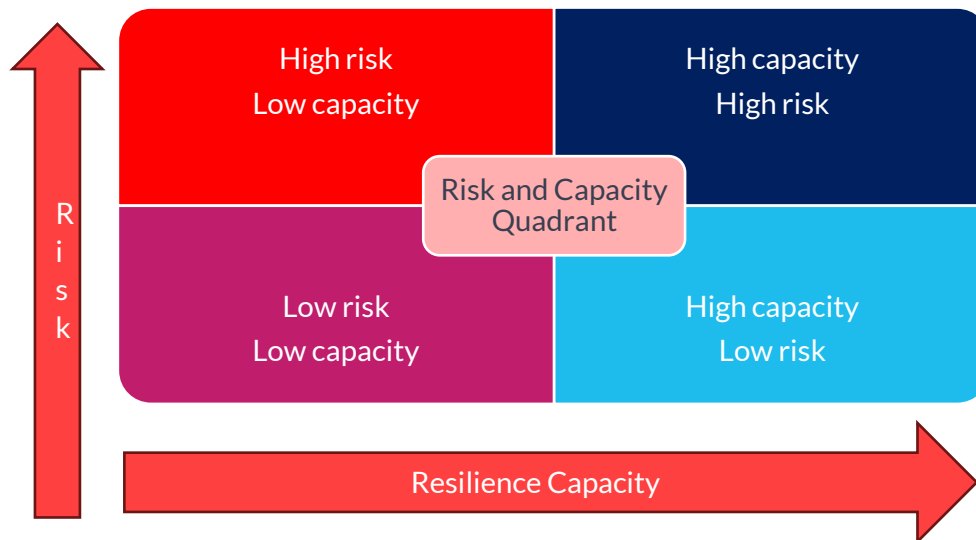 High risk
Low capacity
High capacity
High risk
Risk and Capacity
Quadrant
Low risk
Low capacity
High capacity
Low risk
R
i
s
k
Resilience Capacity